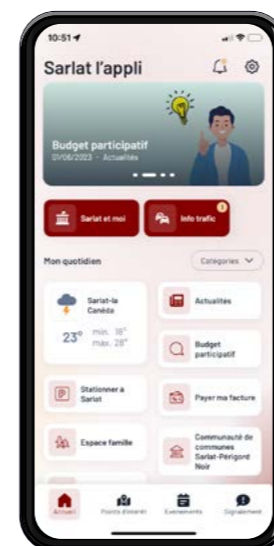 10:51
Sarlat l'appli
Budget participatif
01/06/2023 - Actualités
Sarlat et moi
Info trafic
1
Mon quotidien
Catégories
Sarlat-la
Canéda
23° min. 18°
max. 28°
Actualités
Budget
participatif
Stationner à
Sarlat
Payer ma facture
Espace famille
Communauté de
communes
Sarlat-Périgord
Noir
Accueil
Points d'intérêt
Evénements
Signalement